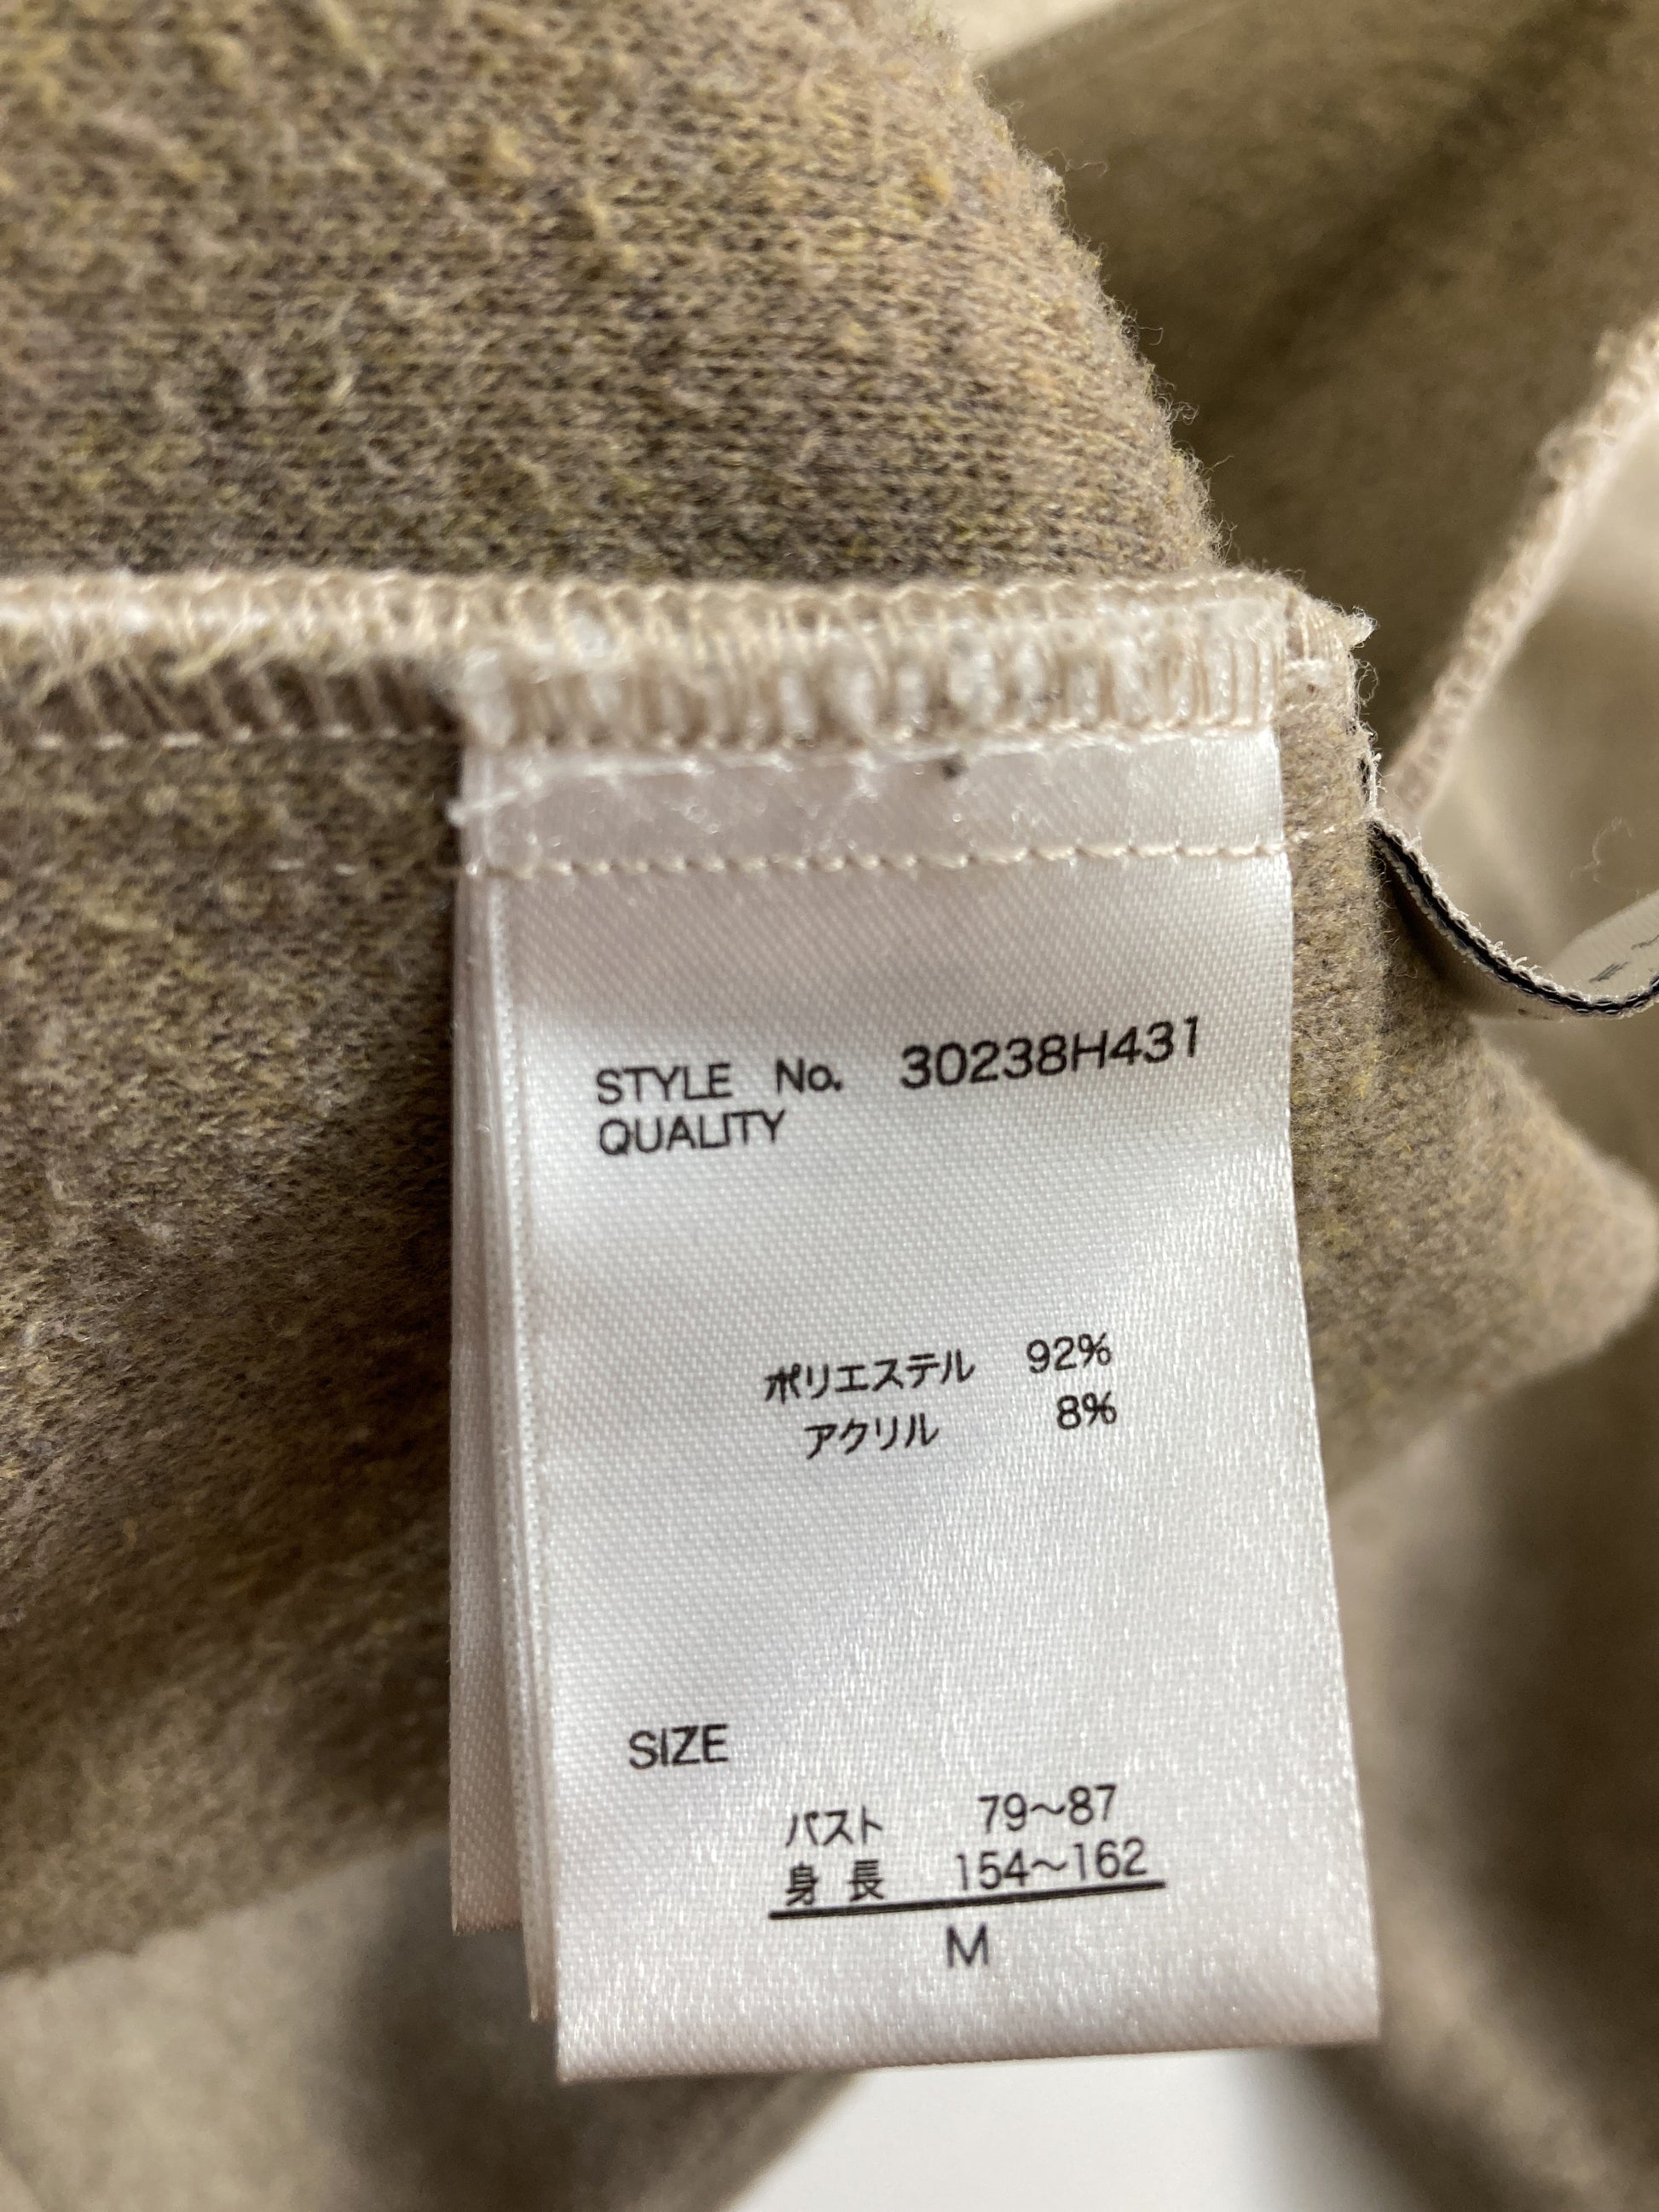 STYLE No. 30238H431
QUALITY
ポリエステル 92%
アクリル 8%
SIZE
バスト 79～87
身長 154～162
M